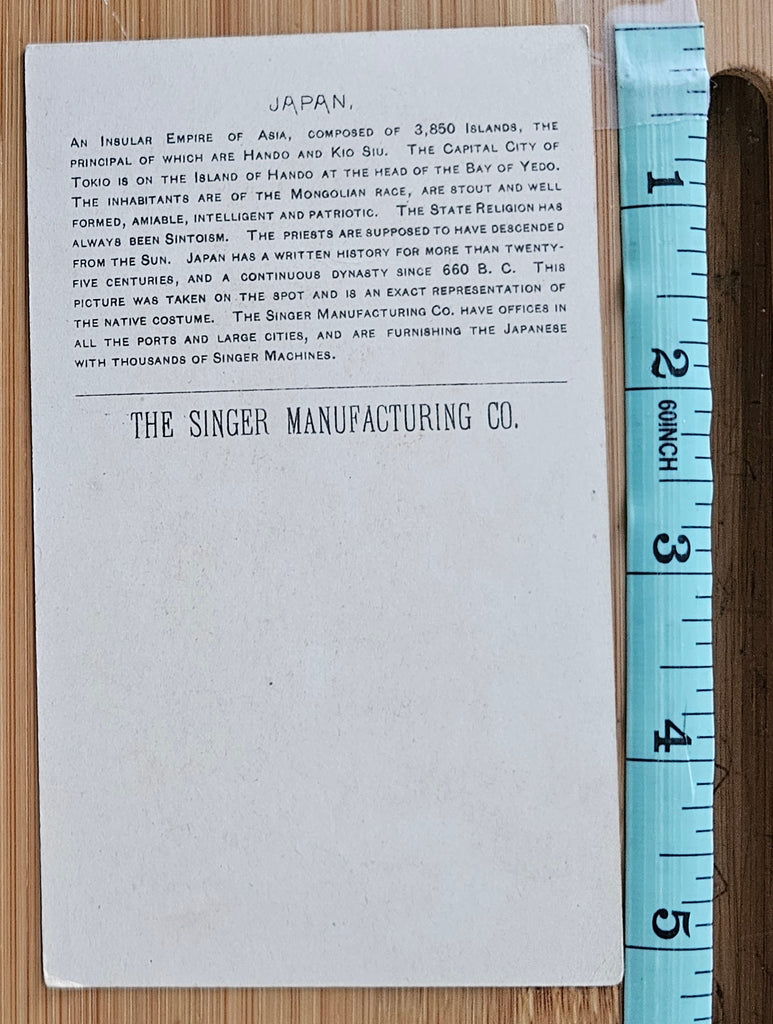 JAPAN.
AN INSULAR EMPIRE OF ASIA, COMPOSED OF 3,850 ISLANDS, THE
PRINCIPAL OF WHICH ARE HANDO AND KIO SIU. THE CAPITAL CITY OF
TOKIO IS ON THE ISLAND OF HANDO AT THE HEAD OF THE BAY OF YEDO.
THE INHABITANTS ARE OF THE MONGOLIAN RACE, ARE STOUT AND WELL
FORMED, AMIABLE, INTELLIGENT AND PATRIOTIC. THE STATE RELIGION HAS
ALWAYS BEEN SINTOISM. THE PRIESTS ARE SUPPOSED TO HAVE DESCENDED
FROM THE SUN. JAPAN HAS A WRITTEN HISTORY FOR MORE THAN TWENTY-
FIVE CENTURIES, AND A CONTINUOUS DYNASTY SINCE 660 B. C. THIS
PICTURE WAS TAKEN ON THE SPOT AND IS AN EXACT REPRESENTATION OF
THE NATIVE COSTUME. THE SINGER MANUFACTURING CO. HAVE OFFICES IN
ALL THE PORTS AND LARGE CITIES, AND ARE FURNISHING THE JAPANESE
WITH THOUSANDS OF SINGER MACHINES.
THE SINGER MANUFACTURING CO.
1
2
60INCH
3
4
5